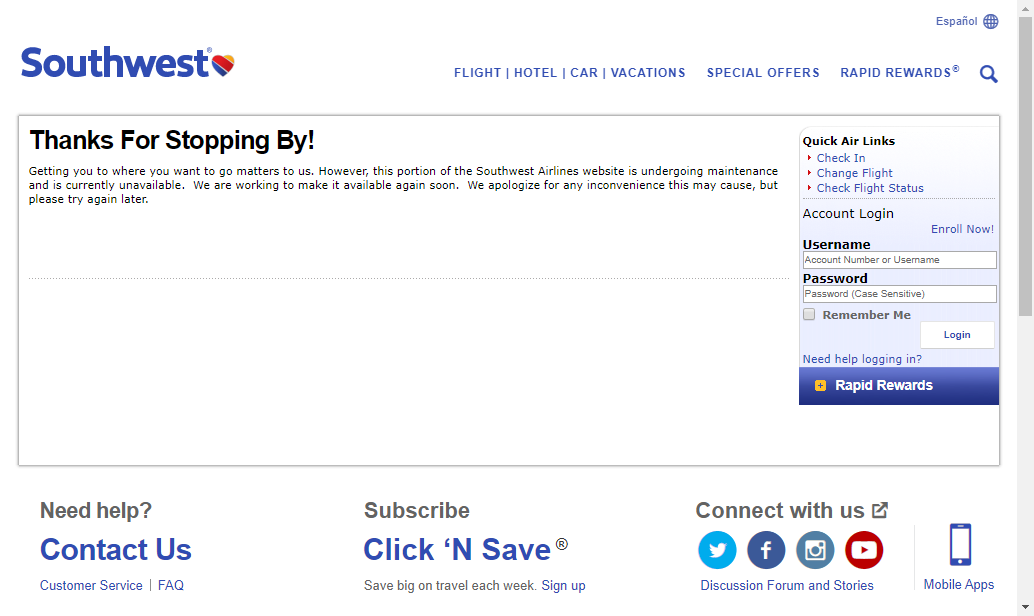 Español
Southwest®
FLIGHT | HOTEL | CAR | VACATIONS SPECIAL OFFERS RAPID REWARDS®
Thanks For Stopping By!
Getting you to where you want to go matters to us. However, this portion of the Southwest Airlines website is undergoing maintenance
and is currently unavailable. We are working to make it available again soon. We apologize for any inconvenience this may cause, but
please try again later.
Quick Air Links
Check In
Change Flight
Check Flight Status
Account Login
Enroll Now!
Username
Account Number or Username
Password
Password (Case Sensitive)
Remember Me
Login
Need help logging in?
Rapid Rewards
Need help?
Contact Us
Customer Service | FAQ
Subscribe
Click ‘N Save ®
Save big on travel each week. Sign up
Connect with us
Discussion Forum and Stories
Mobile Apps